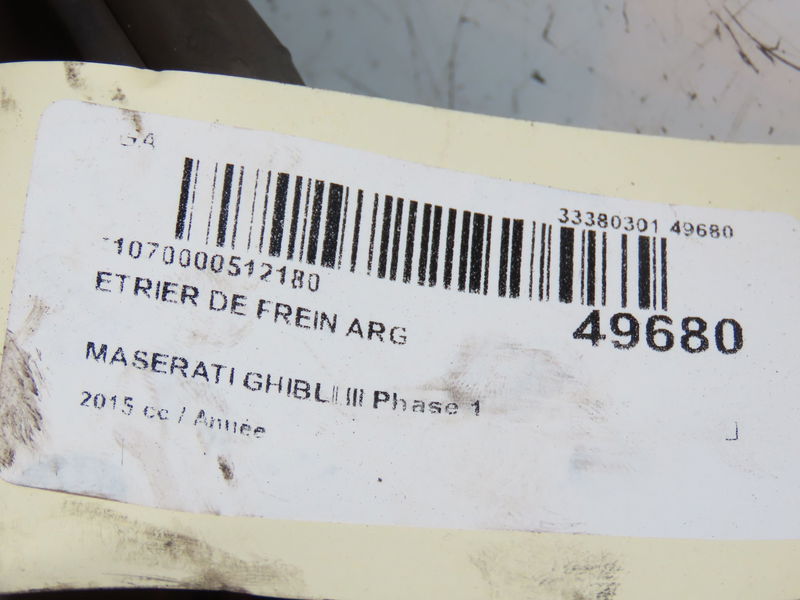 33380301 49680
1070000512180
ETRIER DE FREIN ARG
49680
MASERATI GHIBLI III Phase 1
2015 cc / Année